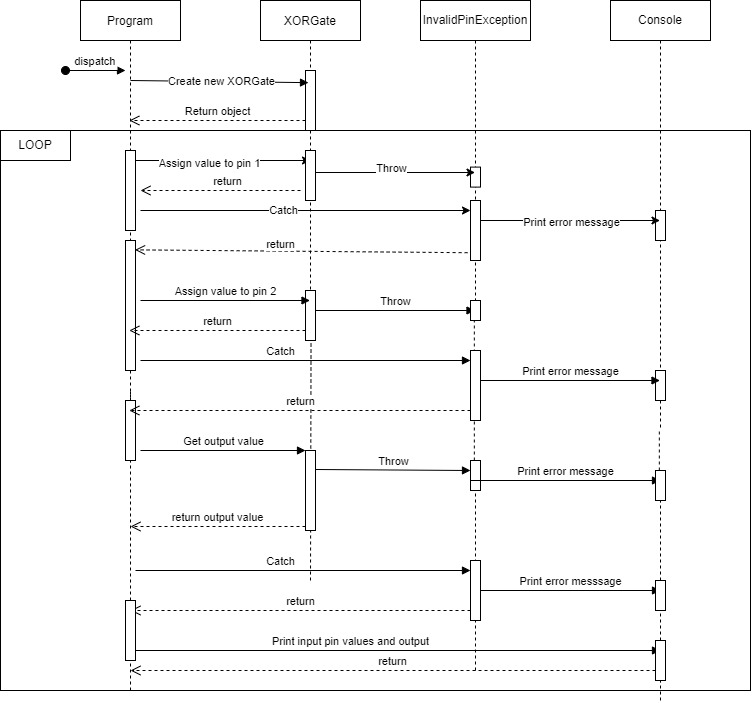 Program
XORGate
InvalidPinException
Console
dispatch
Create new XORGate
Return object
LOOP
Assign value to pin 1
Throw
return
Catch
Print error message
return
Assign value to pin 2
Throw
return
Catch
Print error message
return
Get output value
Throw
Print error message
return output value
Catch
Print error messsage
return
Print input pin values and output
return